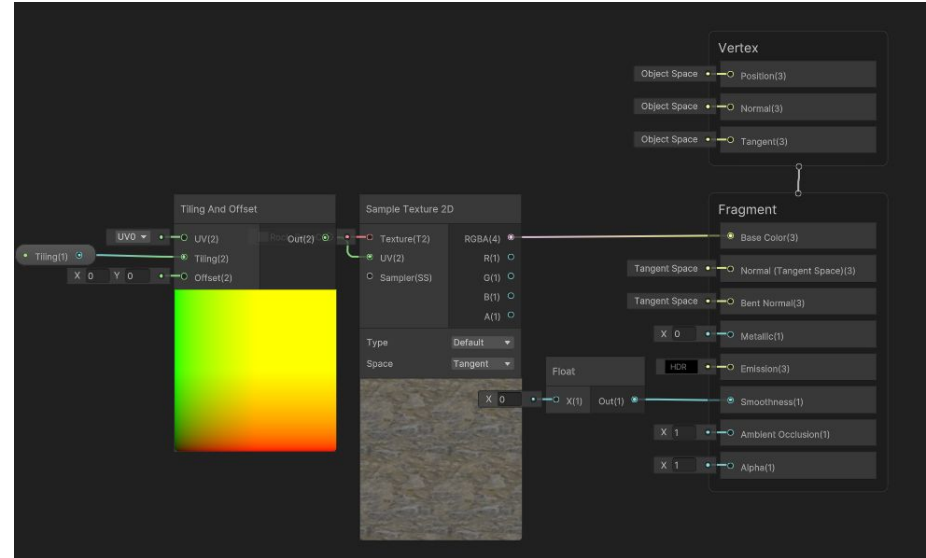 Vertex
Object Space
Position(3)
Object Space
Normal(3)
Object Space
Tangent(3)
Tiling And Offset
UV0
UV(2)
Out(2)
Tiling(1)
Tiling(2)
X 0 Y 0
Offset(2)
Sample Texture 2D
Texture(T2)
RGBA(4)
UV(2)
R(1)
Sampler(SS)
G(1)
B(1)
A(1)
Type
Default
Space
Tangent
Float
X 0
X(1)
Out(1)
Fragment
Base Color(3)
Tangent Space
Normal (Tangent Space)(3)
Tangent Space
Bent Normal(3)
X 0
Metallic(1)
HDR
Emission(3)
Smoothness(1)
X 1
Ambient Occlusion(1)
X 1
Alpha(1)